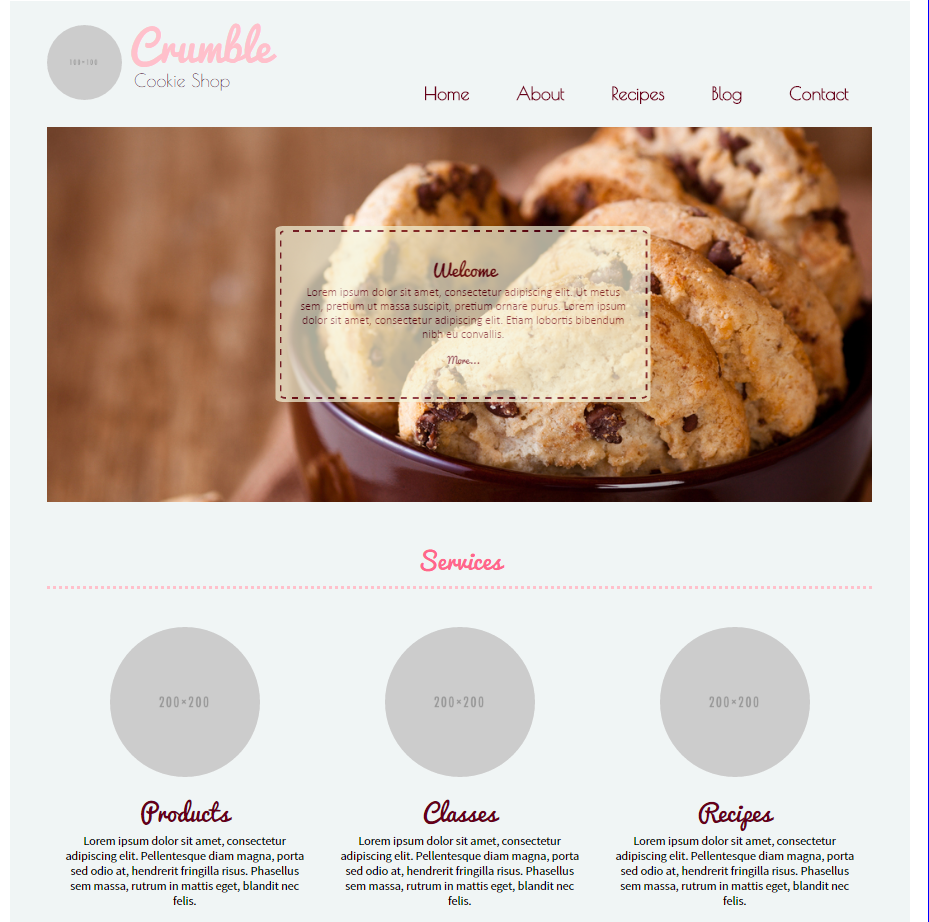 100×100
Crumble
Cookie Shop
Home About Recipes Blog Contact
Welcome
Lorem ipsum dolor sit amet, consectetur adipiscing elit. Ut metus
sem, pretium ut massa suscipit, pretium ornare purus. Lorem ipsum
dolor sit amet, consectetur adipiscing elit. Etiam lobortis bibendum
nibh eu convallis.
More...
Services
200×200 200×200 200×200
Products
Lorem ipsum dolor sit amet, consectetur
adipiscing elit. Pellentesque diam magna, porta
sed odio at, hendrerit fringilla risus. Phasellus
sem massa, rutrum in mattis eget, blandit nec
felis.
Classes
Lorem ipsum dolor sit amet, consectetur
adipiscing elit. Pellentesque diam magna, porta
sed odio at, hendrerit fringilla risus. Phasellus
sem massa, rutrum in mattis eget, blandit nec
felis.
Recipes
Lorem ipsum dolor sit amet, consectetur
adipiscing elit. Pellentesque diam magna, porta
sed odio at, hendrerit fringilla risus. Phasellus
sem massa, rutrum in mattis eget, blandit nec
felis.